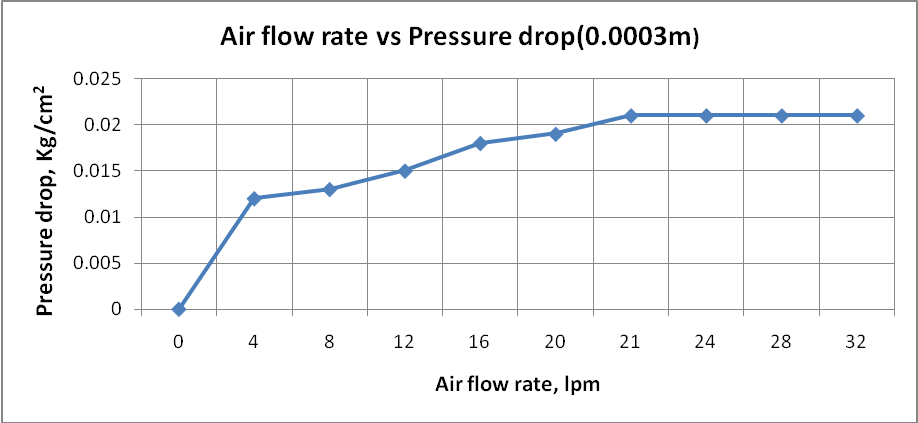 Air flow rate vs Pressure drop(0.0003m)
Pressure drop, Kg/cm²
0.025
0.02
0.015
0.01
0.005
0
0 4 8 12 16 20 21 24 28 32
Air flow rate, lpm